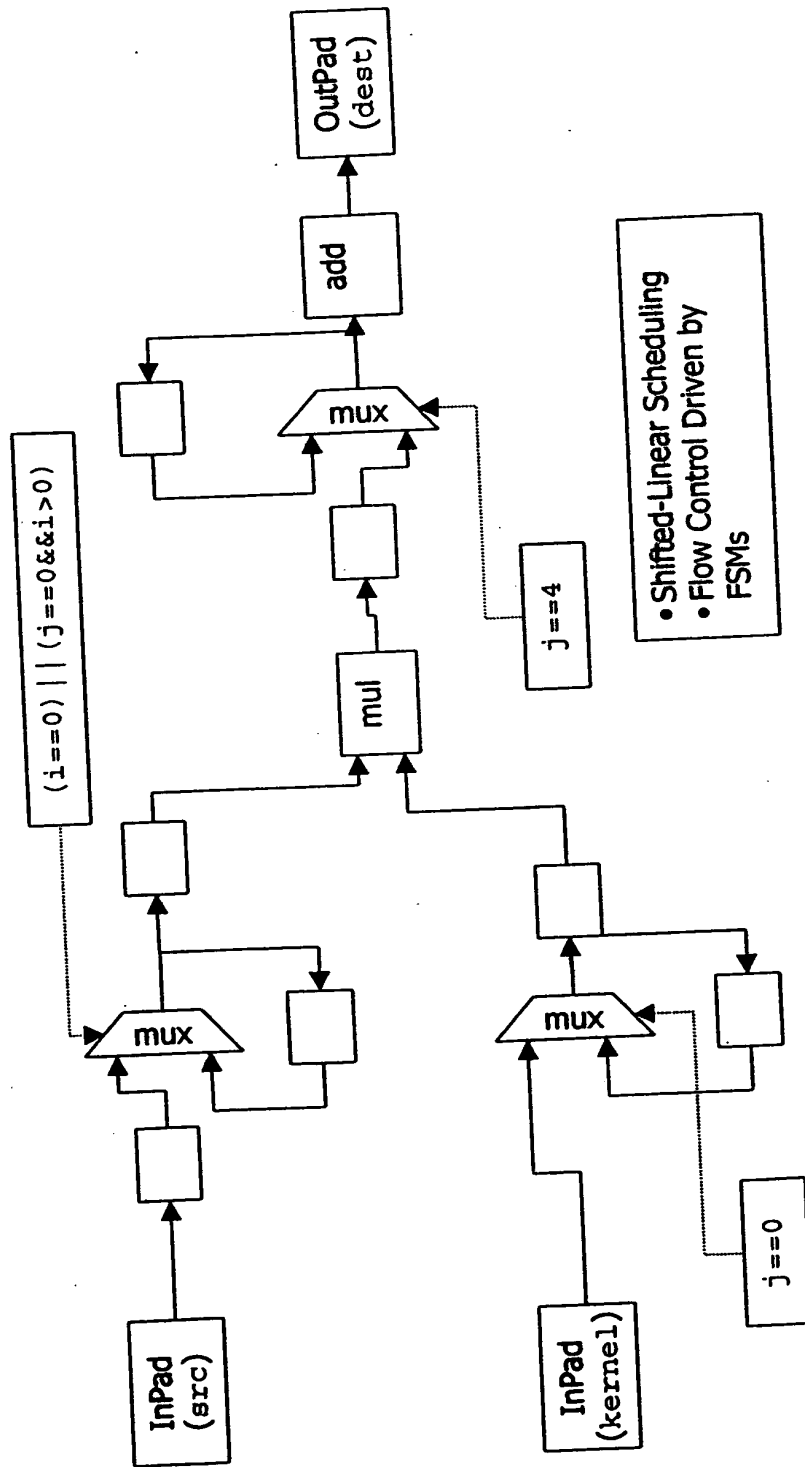 InPad
(src)
mux
(i==0)||(j==0&&i>0)
InPad
(kernel)
mux
j==0
mul
mux
j==4
add
OutPad
(dest)
• Shifted-Linear Scheduling
• Flow Control Driven by
FSMs